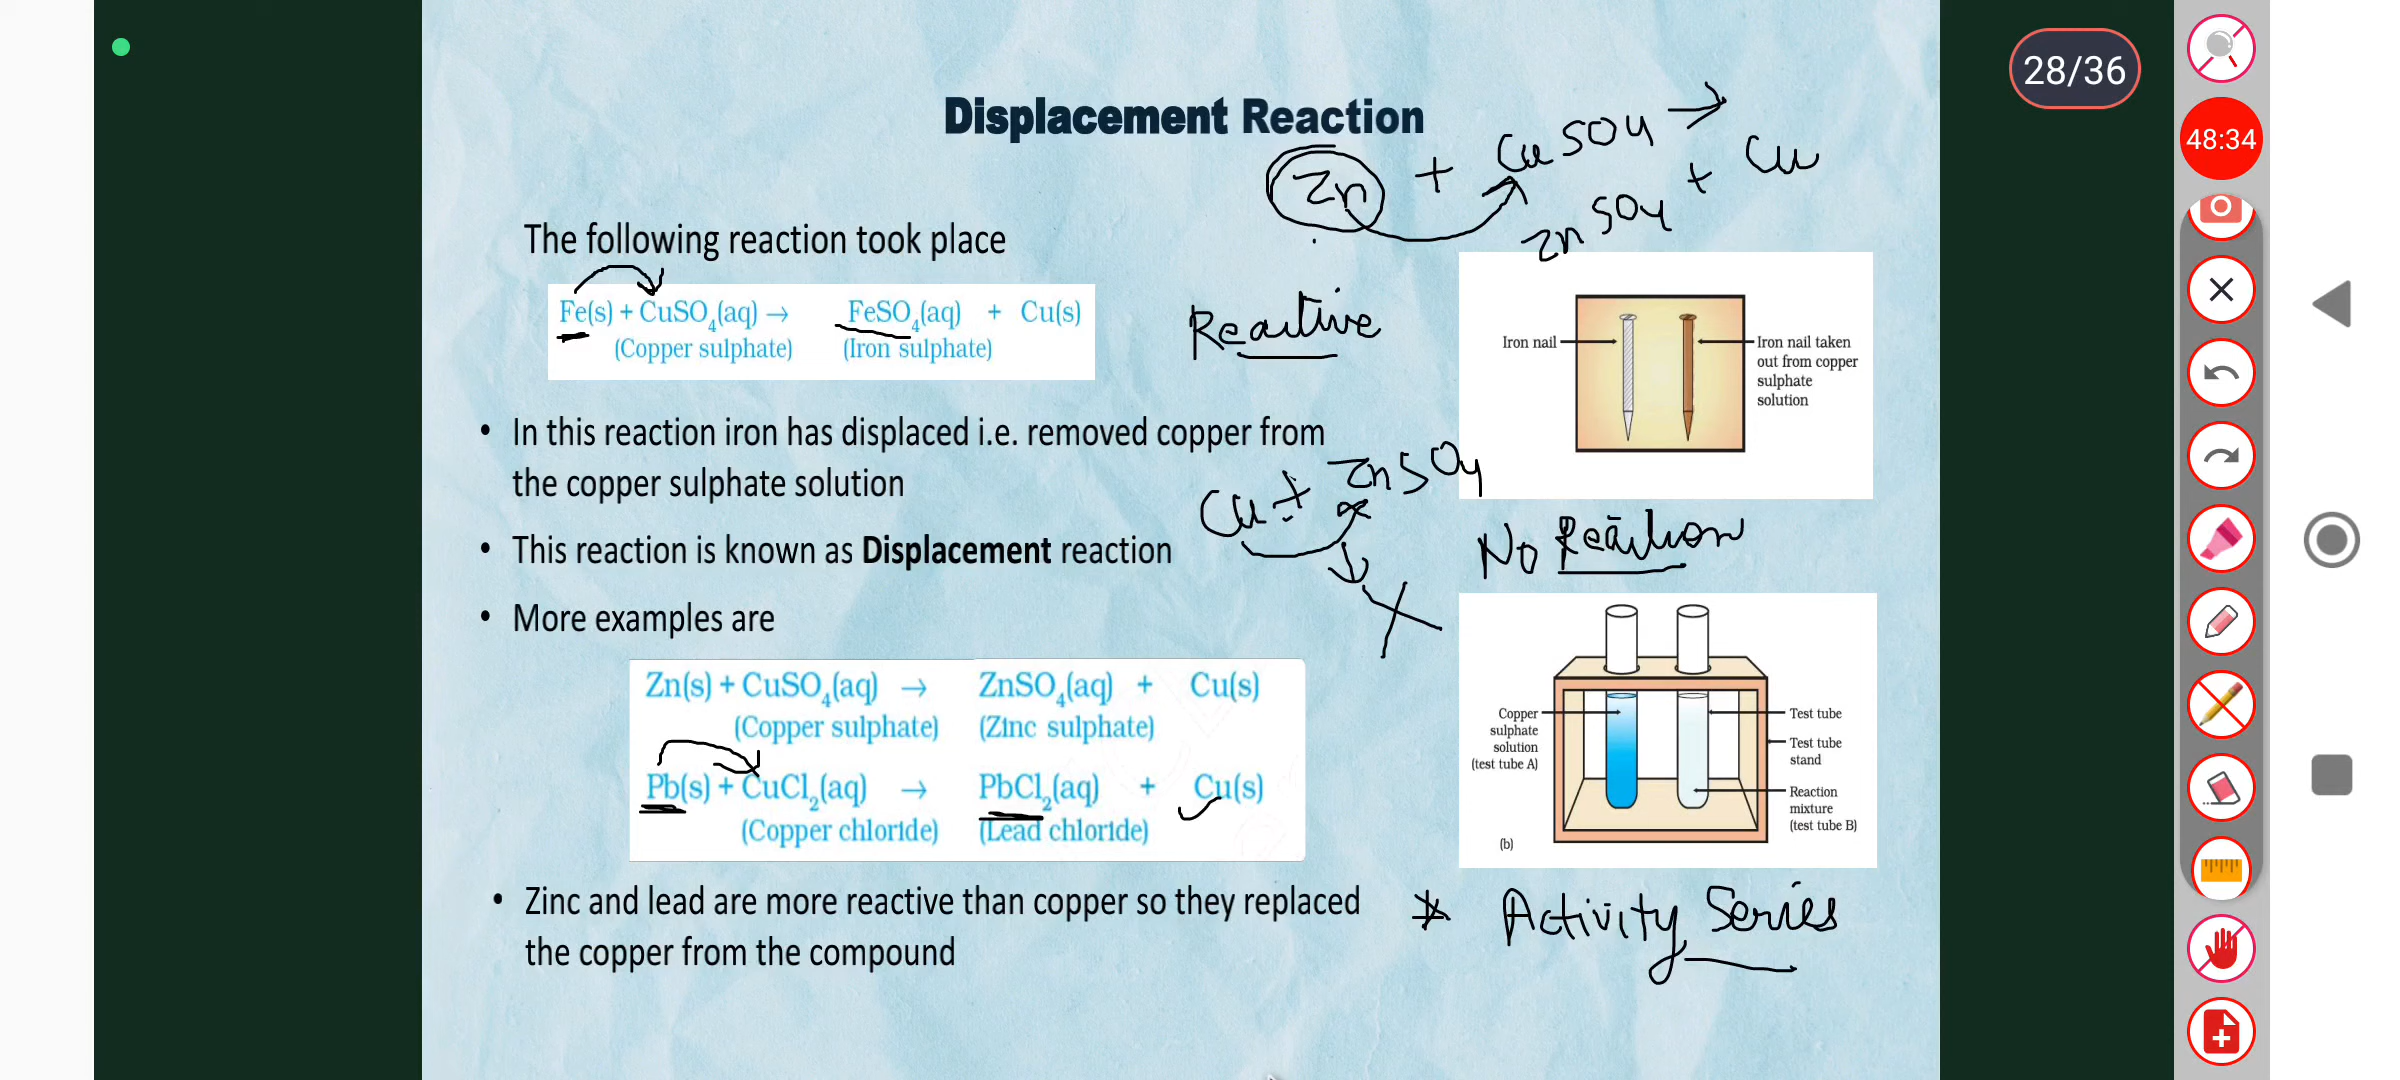 28/36
48:34
Displacement Reaction
Zn + CuSO4 →
ZnSO4 + Cu
The following reaction took place
Fe(s) + CuSO₄(aq) → FeSO₄(aq) + Cu(s)
(Copper sulphate) (Iron sulphate)
Reactive
Iron nail
Iron nail taken
out from copper
sulphate
solution
• In this reaction iron has displaced i.e. removed copper from
the copper sulphate solution
Cu + ZnSO4
No Reaction
• This reaction is known as Displacement reaction
• More examples are
Zn(s) + CuSO₄(aq) → ZnSO₄(aq) + Cu(s)
(Copper sulphate) (Zinc sulphate)
Pb(s) + CuCl₂(aq) → PbCl₂(aq) + Cu(s)
(Copper chloride) (Lead chloride)
Copper
sulphate
solution
(test tube A)
Test tube
Test tube
stand
Reaction
mixture
(test tube B)
(b)
• Zinc and lead are more reactive than copper so they replaced
the copper from the compound
* Activity Series